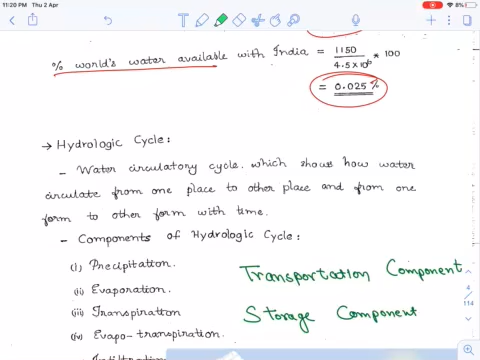 11:20 PM Thu 2 Apr
8%
% world's water available with India = 1150 / 4.5 × 10⁶ * 100
= 0.025 %
→ Hydrologic Cycle:
- Water circulatory cycle which shows how water
circulate from one place to other place and from one
form to other form with time.
- Components of Hydrologic Cycle:
(i) Precipitation.
(ii) Evaporation.
(iii) Transpiration
(iv) Evapo-transpiration.
Transportation Component
Storage Component
4
/
114